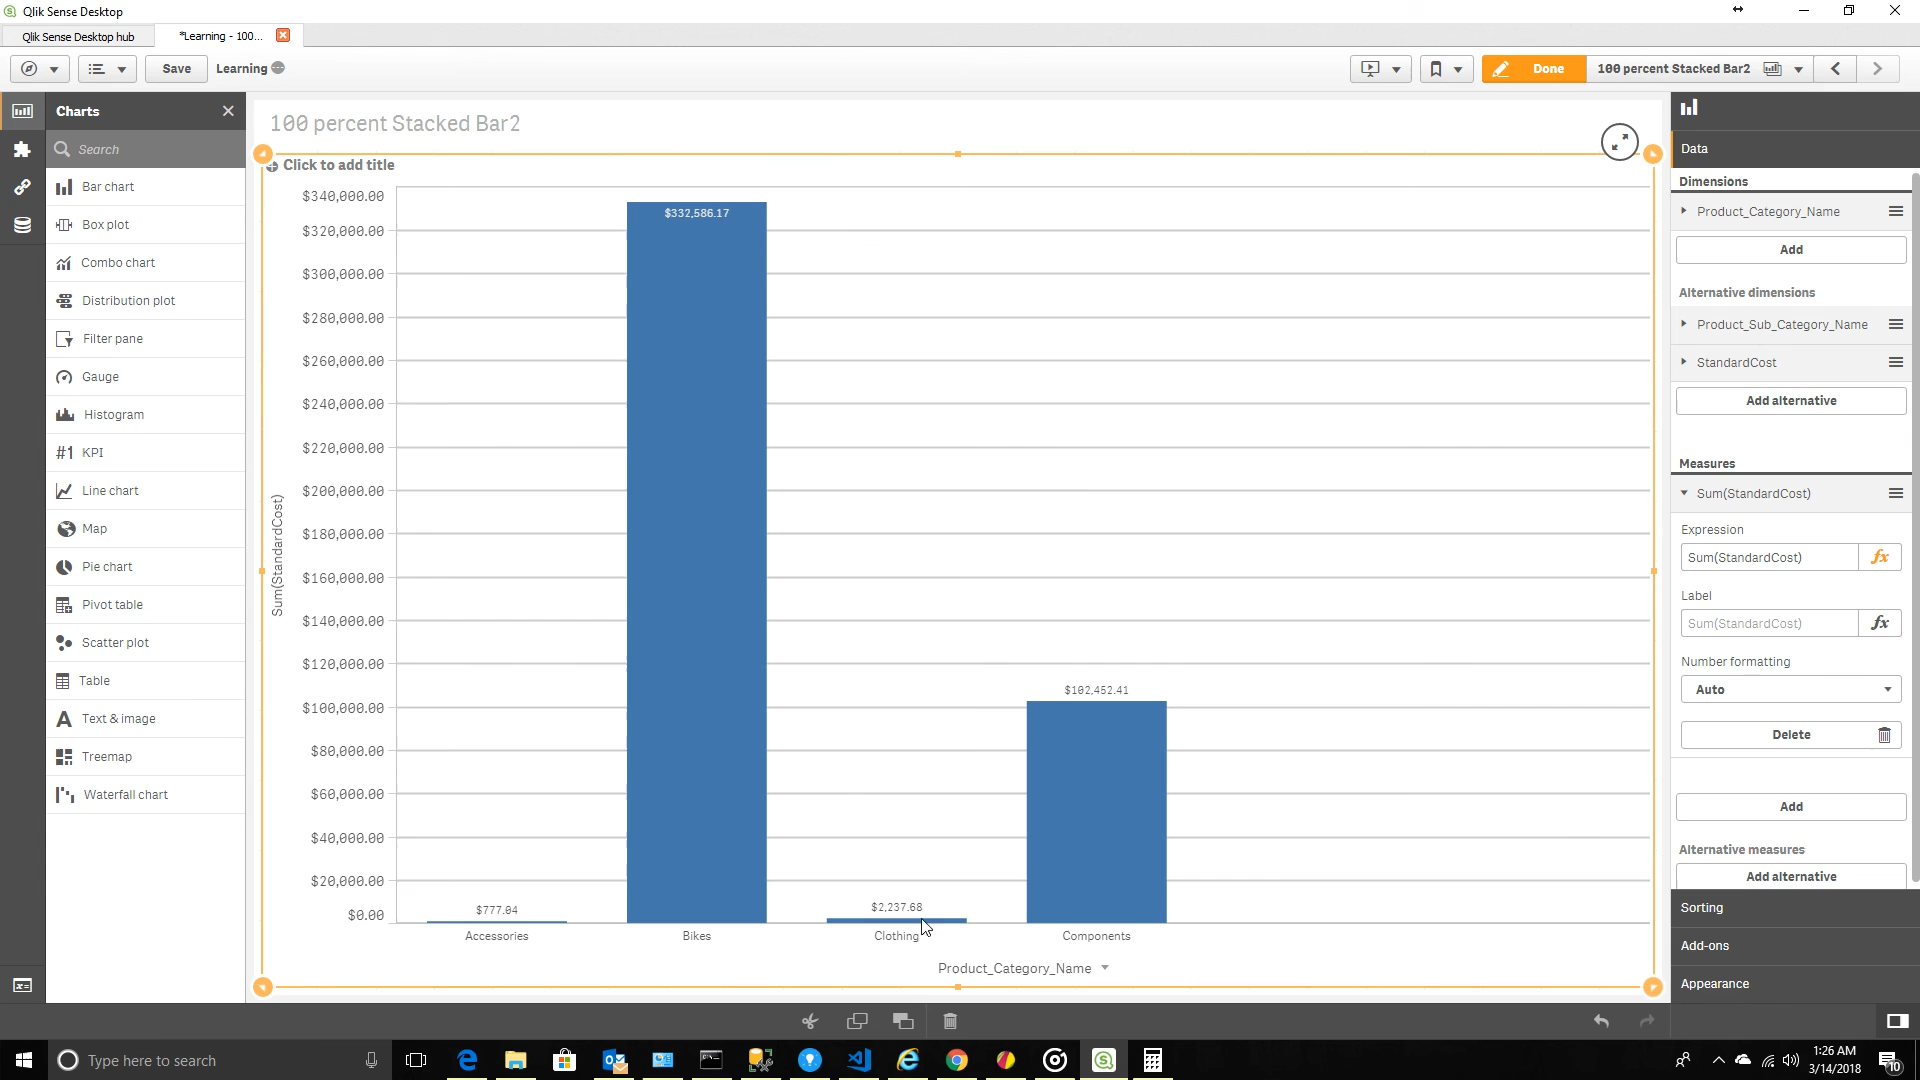 Qlik Sense Desktop
Qlik Sense Desktop hub
*Learning - 100...
Save
Learning
Done
100 percent Stacked Bar2
Charts
Search
Bar chart
Box plot
Combo chart
Distribution plot
Filter pane
Gauge
Histogram
#1 KPI
Line chart
Map
Pie chart
Pivot table
Scatter plot
Table
A Text & image
Treemap
Waterfall chart
100 percent Stacked Bar2
Click to add title
Sum(StandardCost)
$340,000.00
$320,000.00
$300,000.00
$280,000.00
$260,000.00
$240,000.00
$220,000.00
$200,000.00
$180,000.00
$160,000.00
$140,000.00
$120,000.00
$100,000.00
$80,000.00
$60,000.00
$40,000.00
$20,000.00
$0.00
$777.04
$332,586.17
$2,237.68
$102,452.41
Accessories
Bikes
Clothing
Components
Product_Category_Name
Data
Dimensions
Product_Category_Name
Add
Alternative dimensions
Product_Sub_Category_Name
StandardCost
Add alternative
Measures
Sum(StandardCost)
Expression
Sum(StandardCost)
fx
Label
Sum(StandardCost)
fx
Number formatting
Auto
Delete
Add
Alternative measures
Add alternative
Sorting
Add-ons
Appearance
Type here to search
1:26 AM
3/14/2018
10